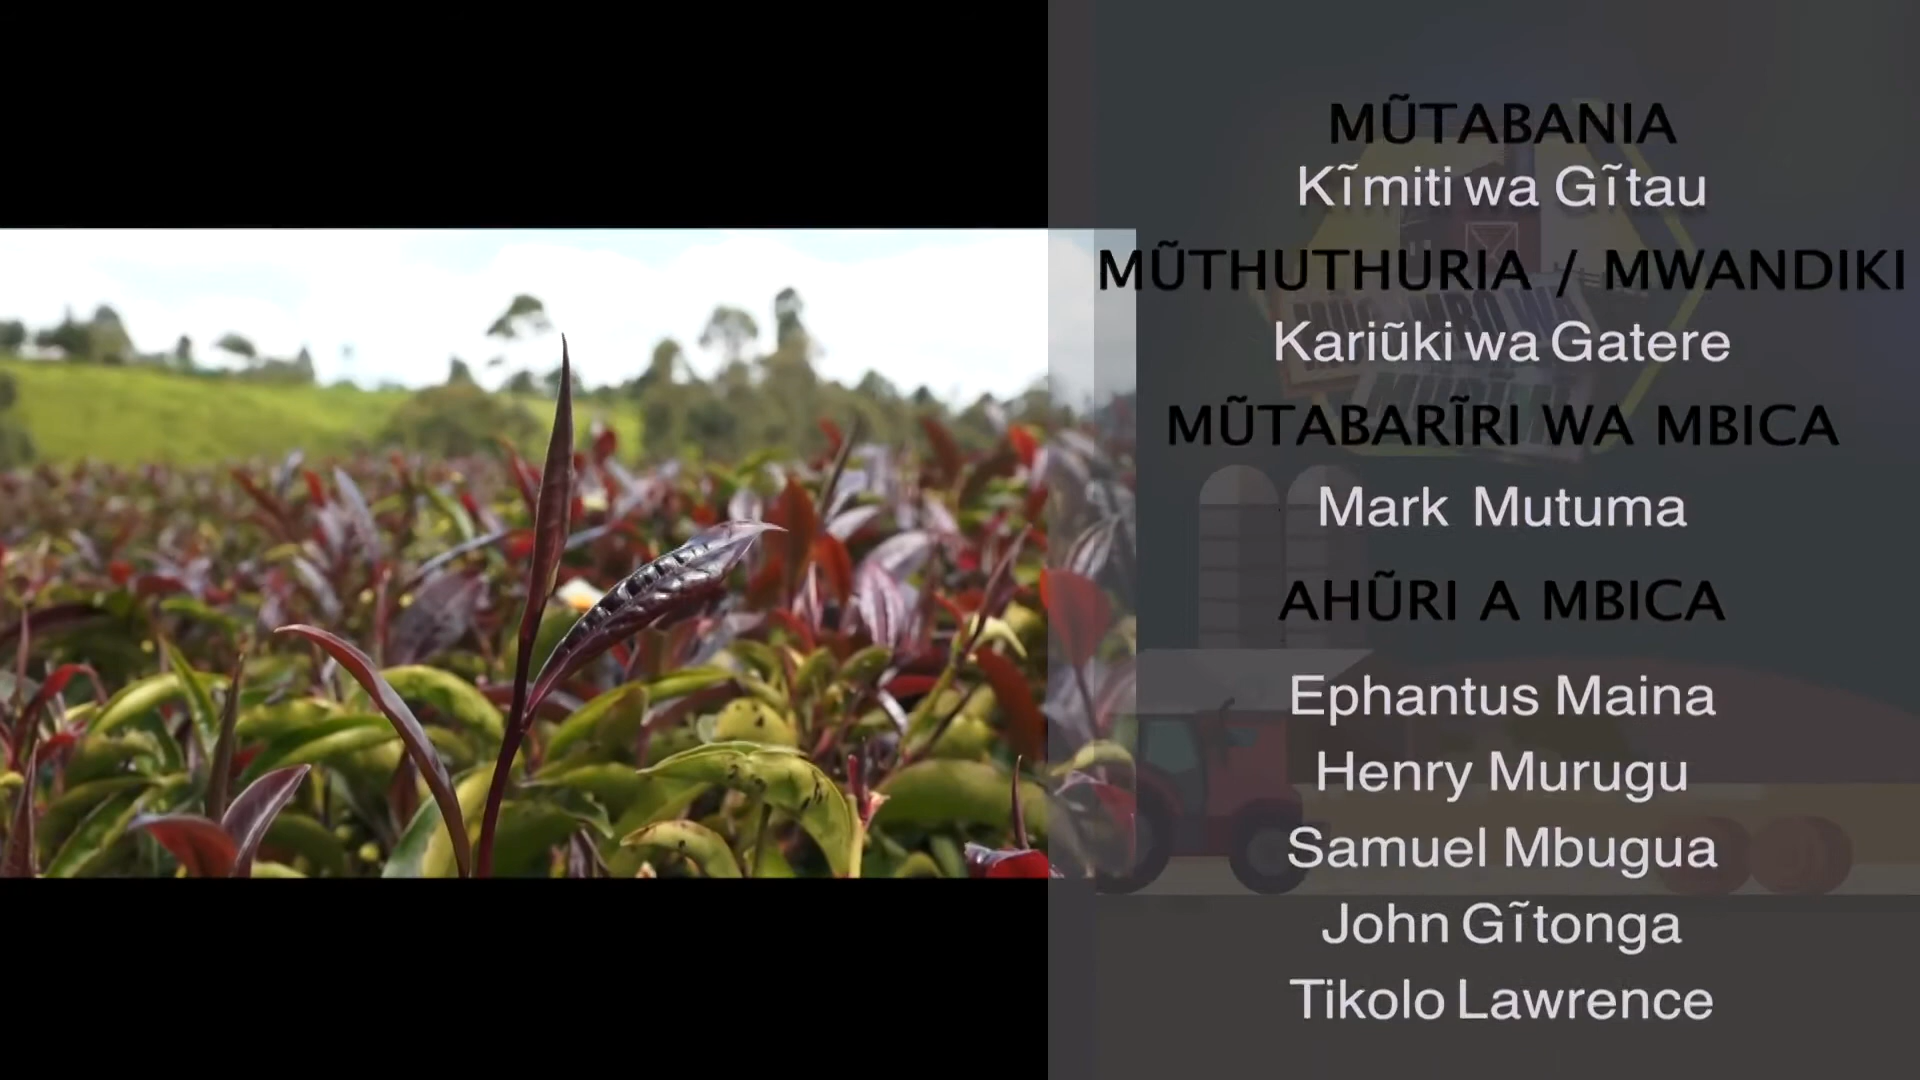 MŨTABANIA
Kĩmiti wa Gĩtau
MŨTHUTHURIA / MWANDIKI
Kariũki wa Gatere
MŨTABARĨRI WA MBICA
Mark Mutuma
AHŨRI A MBICA
Ephantus Maina
Henry Murugu
Samuel Mbugua
John Gĩtonga
Tikolo Lawrence